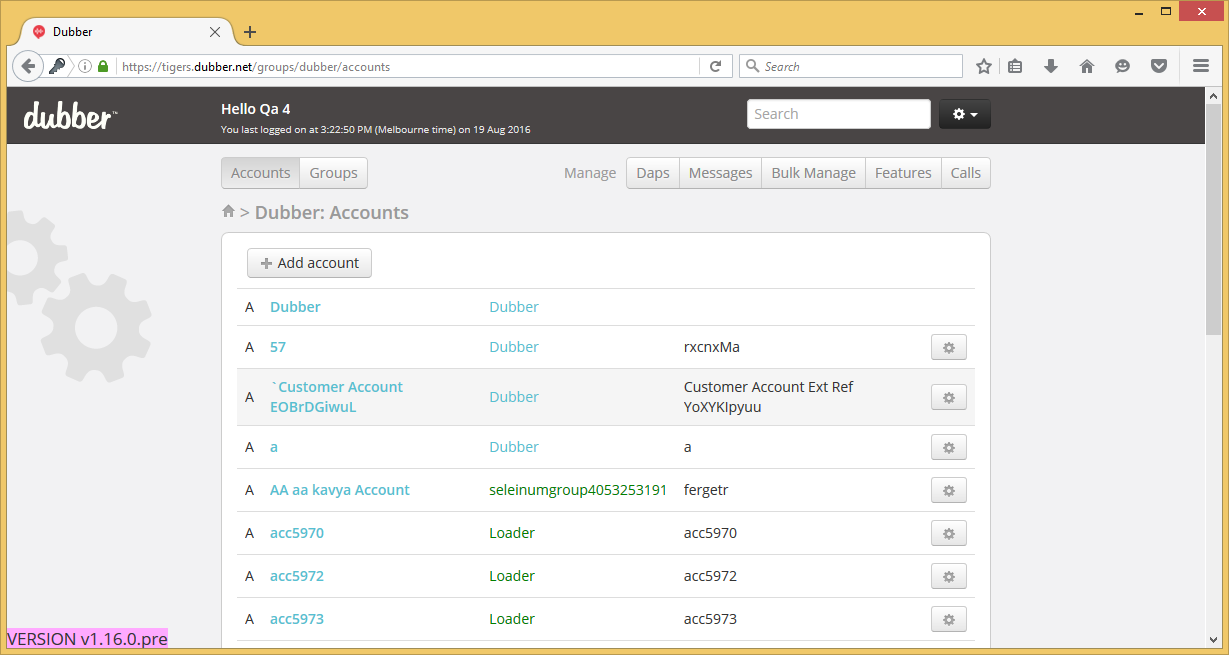 Dubber
https://tigers.dubber.net/groups/dubber/accounts
Search
dubber™
Hello Qa 4
You last logged on at 3:22:50 PM (Melbourne time) on 19 Aug 2016
Search
Accounts Groups Manage Daps Messages Bulk Manage Features Calls
> Dubber: Accounts
Add account
A Dubber Dubber
A 57 Dubber rxcnxMa
A `Customer Account EOBrDGiwuL Dubber Customer Account Ext Ref YoXYKIpyuu
A a Dubber a
A AA aa kavya Account seleinumgroup4053253191 fergetr
A acc5970 Loader acc5970
A acc5972 Loader acc5972
A acc5973 Loader acc5973
VERSION v1.16.0.pre